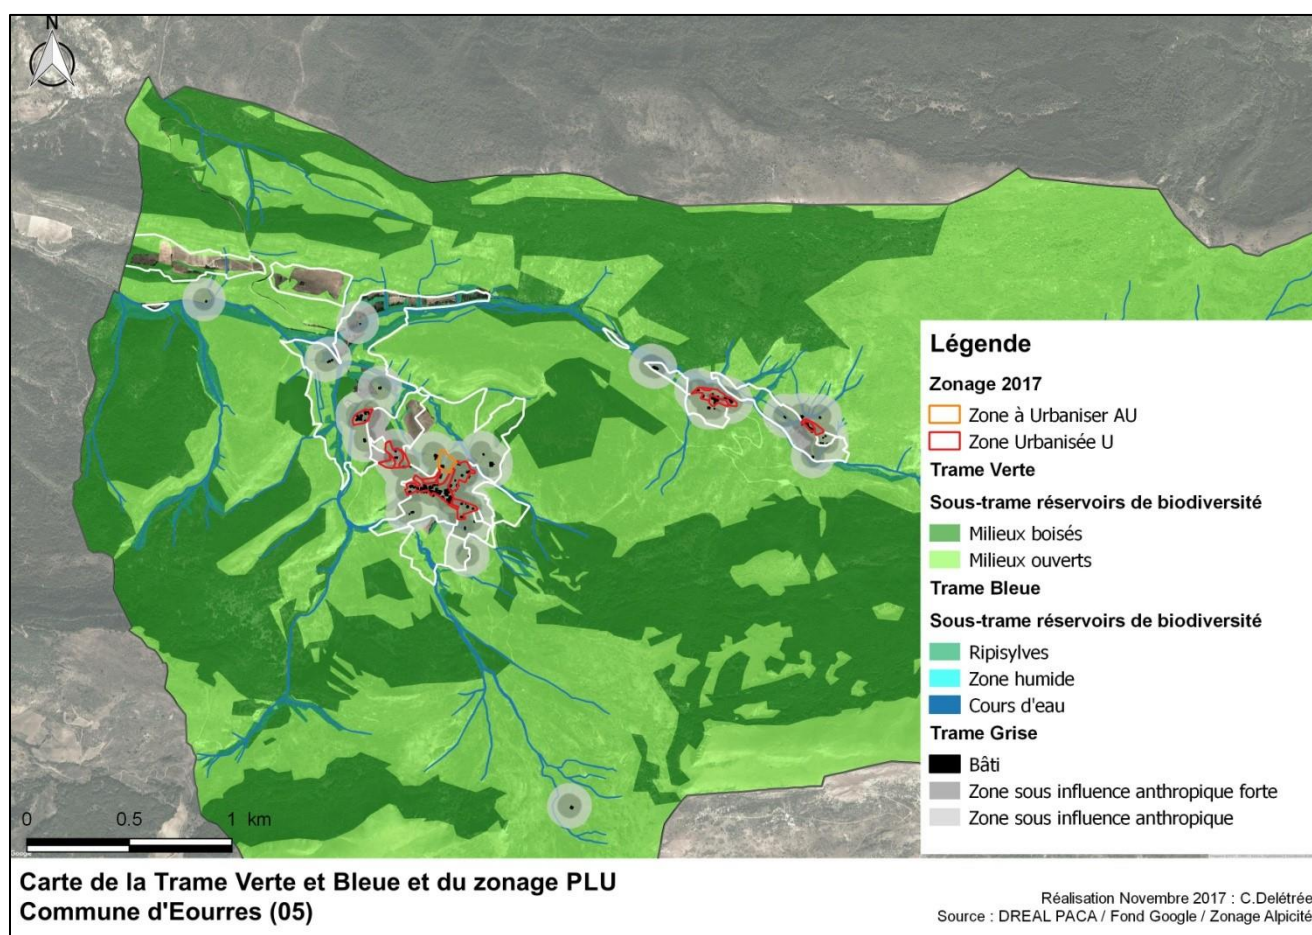 N
Légende
Zonage 2017
Zone à Urbaniser AU
Zone Urbanisée U
Trame Verte
Sous-trame réservoirs de biodiversité
Milieux boisés
Milieux ouverts
Trame Bleue
Sous-trame réservoirs de biodiversité
Ripisylves
Zone humide
Cours d'eau
Trame Grise
Bâti
Zone sous influence anthropique forte
Zone sous influence anthropique
0 0.5 1 km
Google
Carte de la Trame Verte et Bleue et du zonage PLU
Commune d'Eourres (05)
Réalisation Novembre 2017 : C.Delétrée
Source : DREAL PACA / Fond Google / Zonage Alpicité